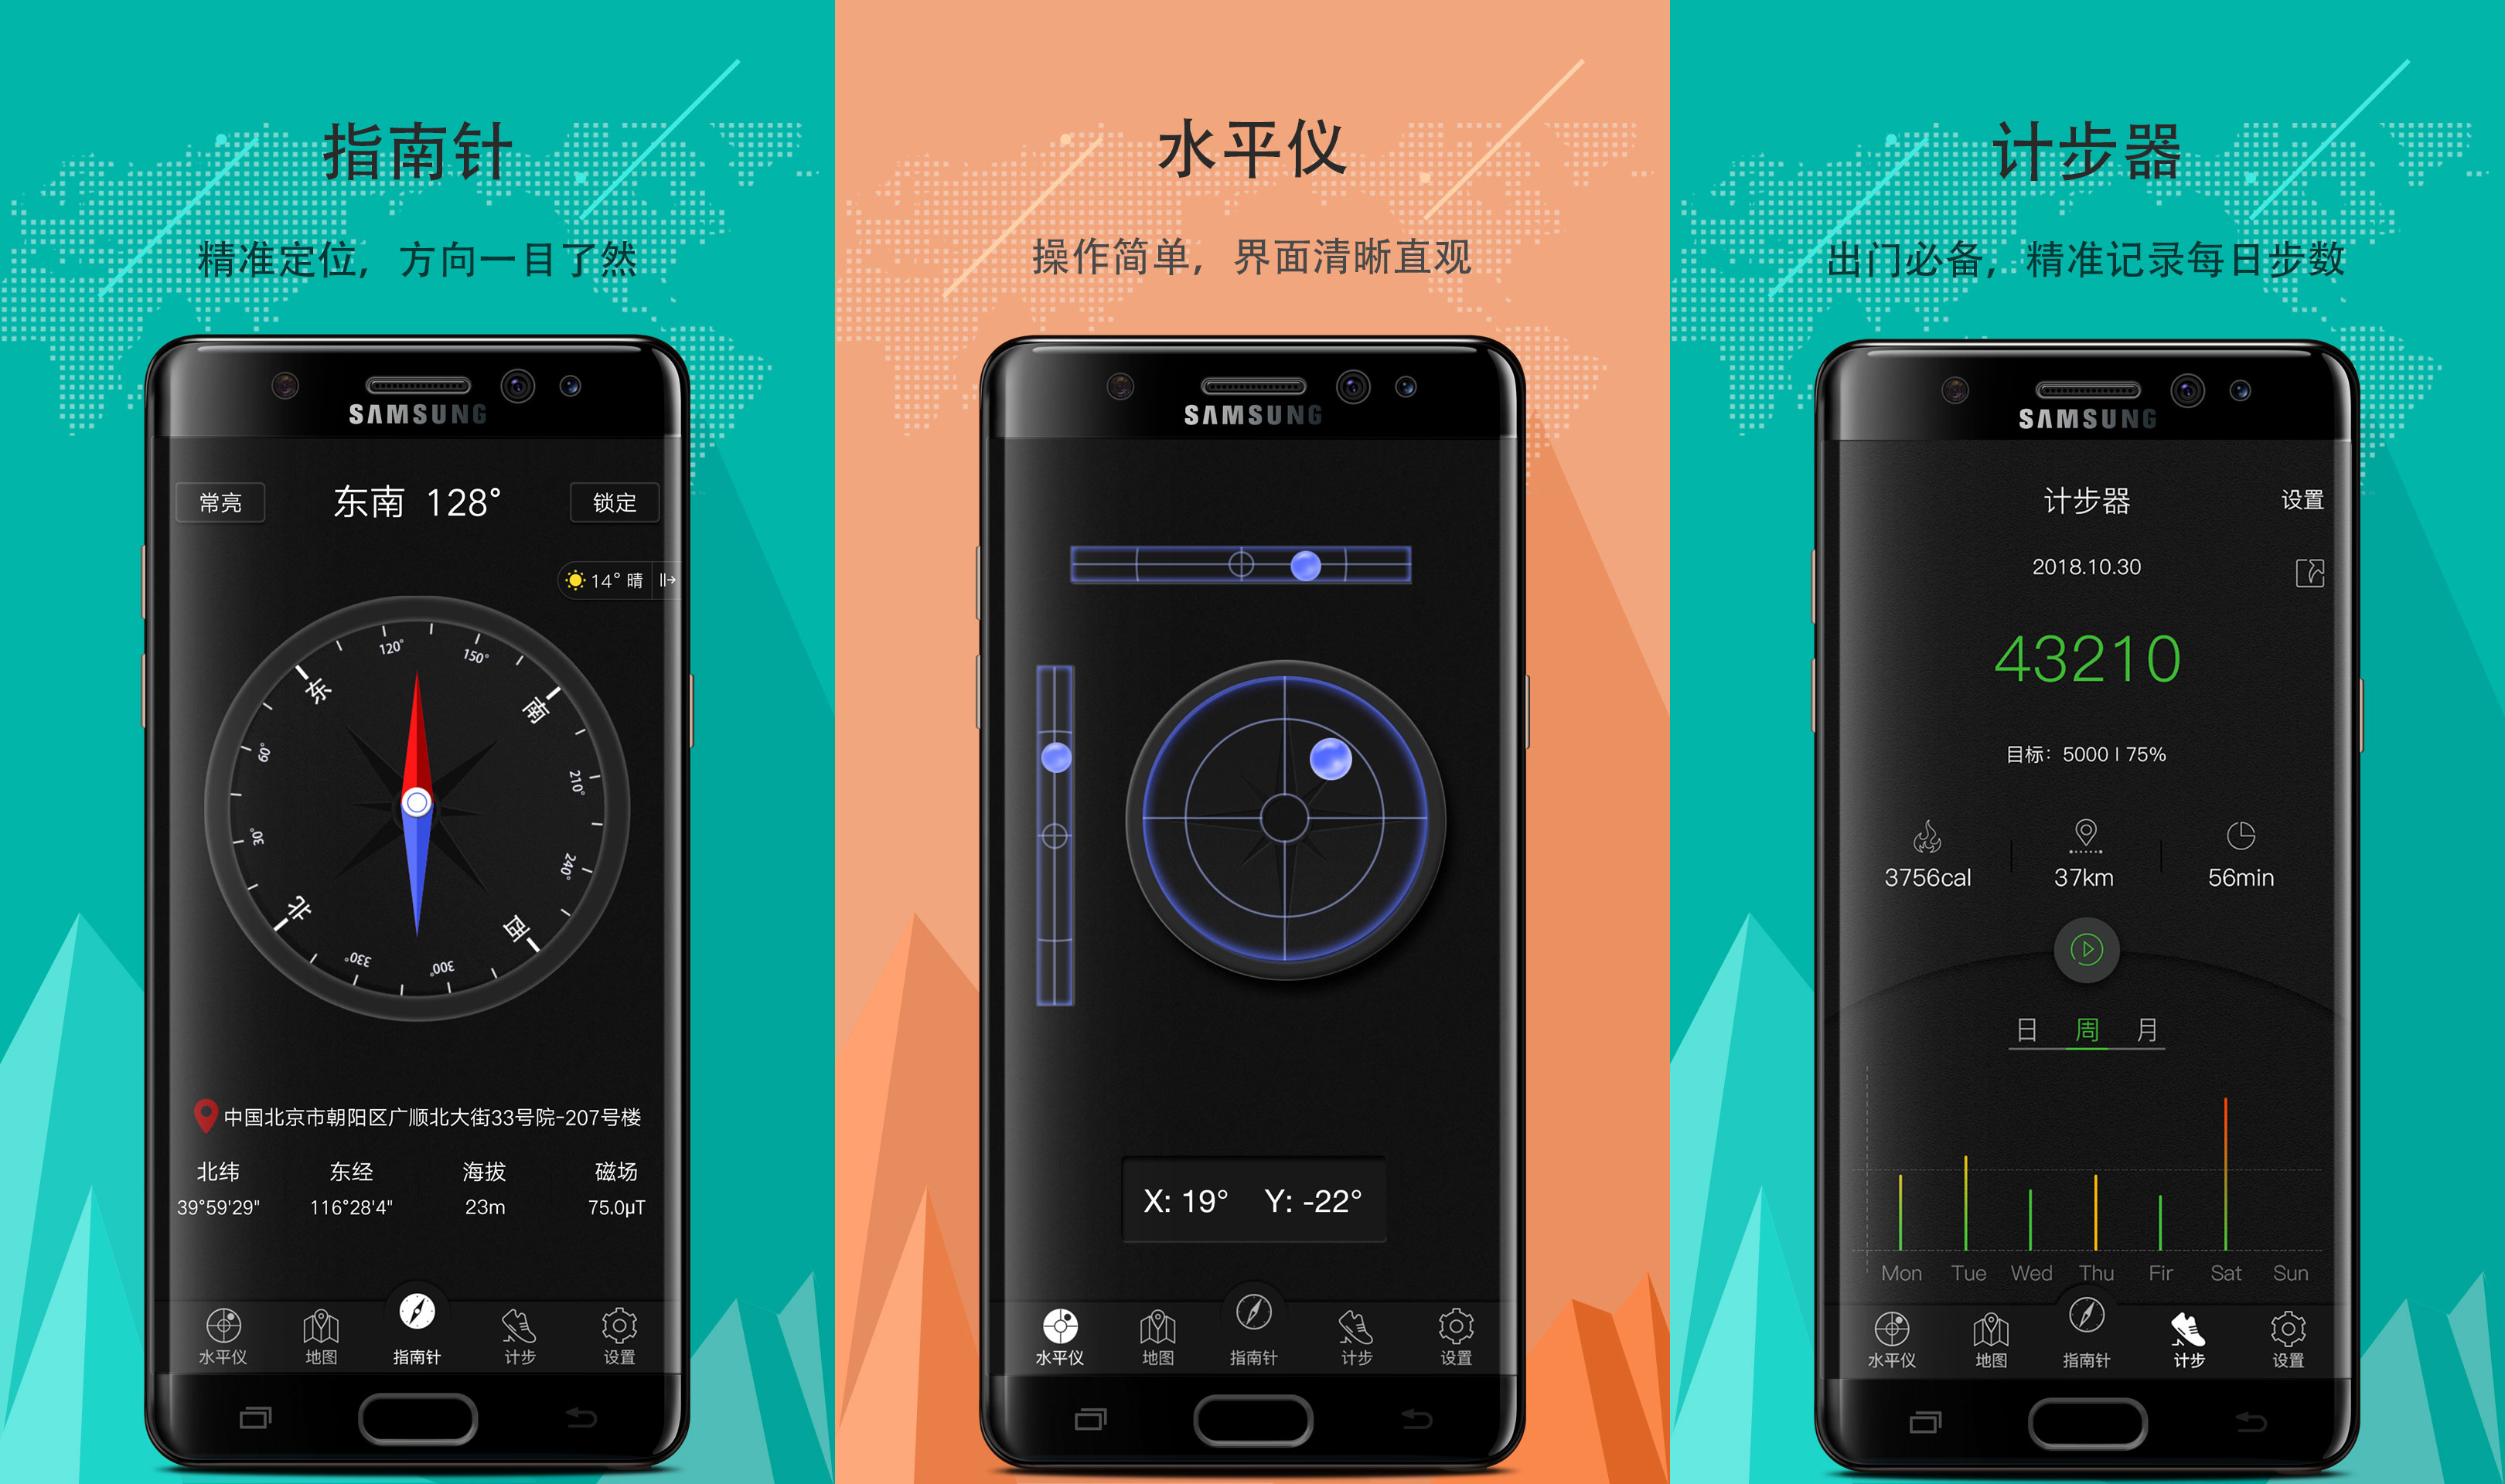 指南针
精准定位，方向一目了然
SAMSUNG
常亮 东南 128° 锁定
14° 晴
120°
150°
东
南
60°
210°
30°
240°
北
西
330°
300°
中国北京市朝阳区广顺北大街33号院-207号楼
北纬 东经 海拔 磁场
39°59'29" 116°28'4" 23m 75.0μT
水平仪 地图 指南针 计步 设置
水平仪
操作简单，界面清晰直观
SAMSUNG
X: 19° Y: -22°
水平仪 地图 指南针 计步 设置
计步器
出门必备，精准记录每日步数
SAMSUNG
计步器 设置
2018.10.30
43210
目标：5000 | 75%
3756cal 37km 56min
日 周 月
Mon Tue Wed Thu Fir Sat Sun
水平仪 地图 指南针 计步 设置